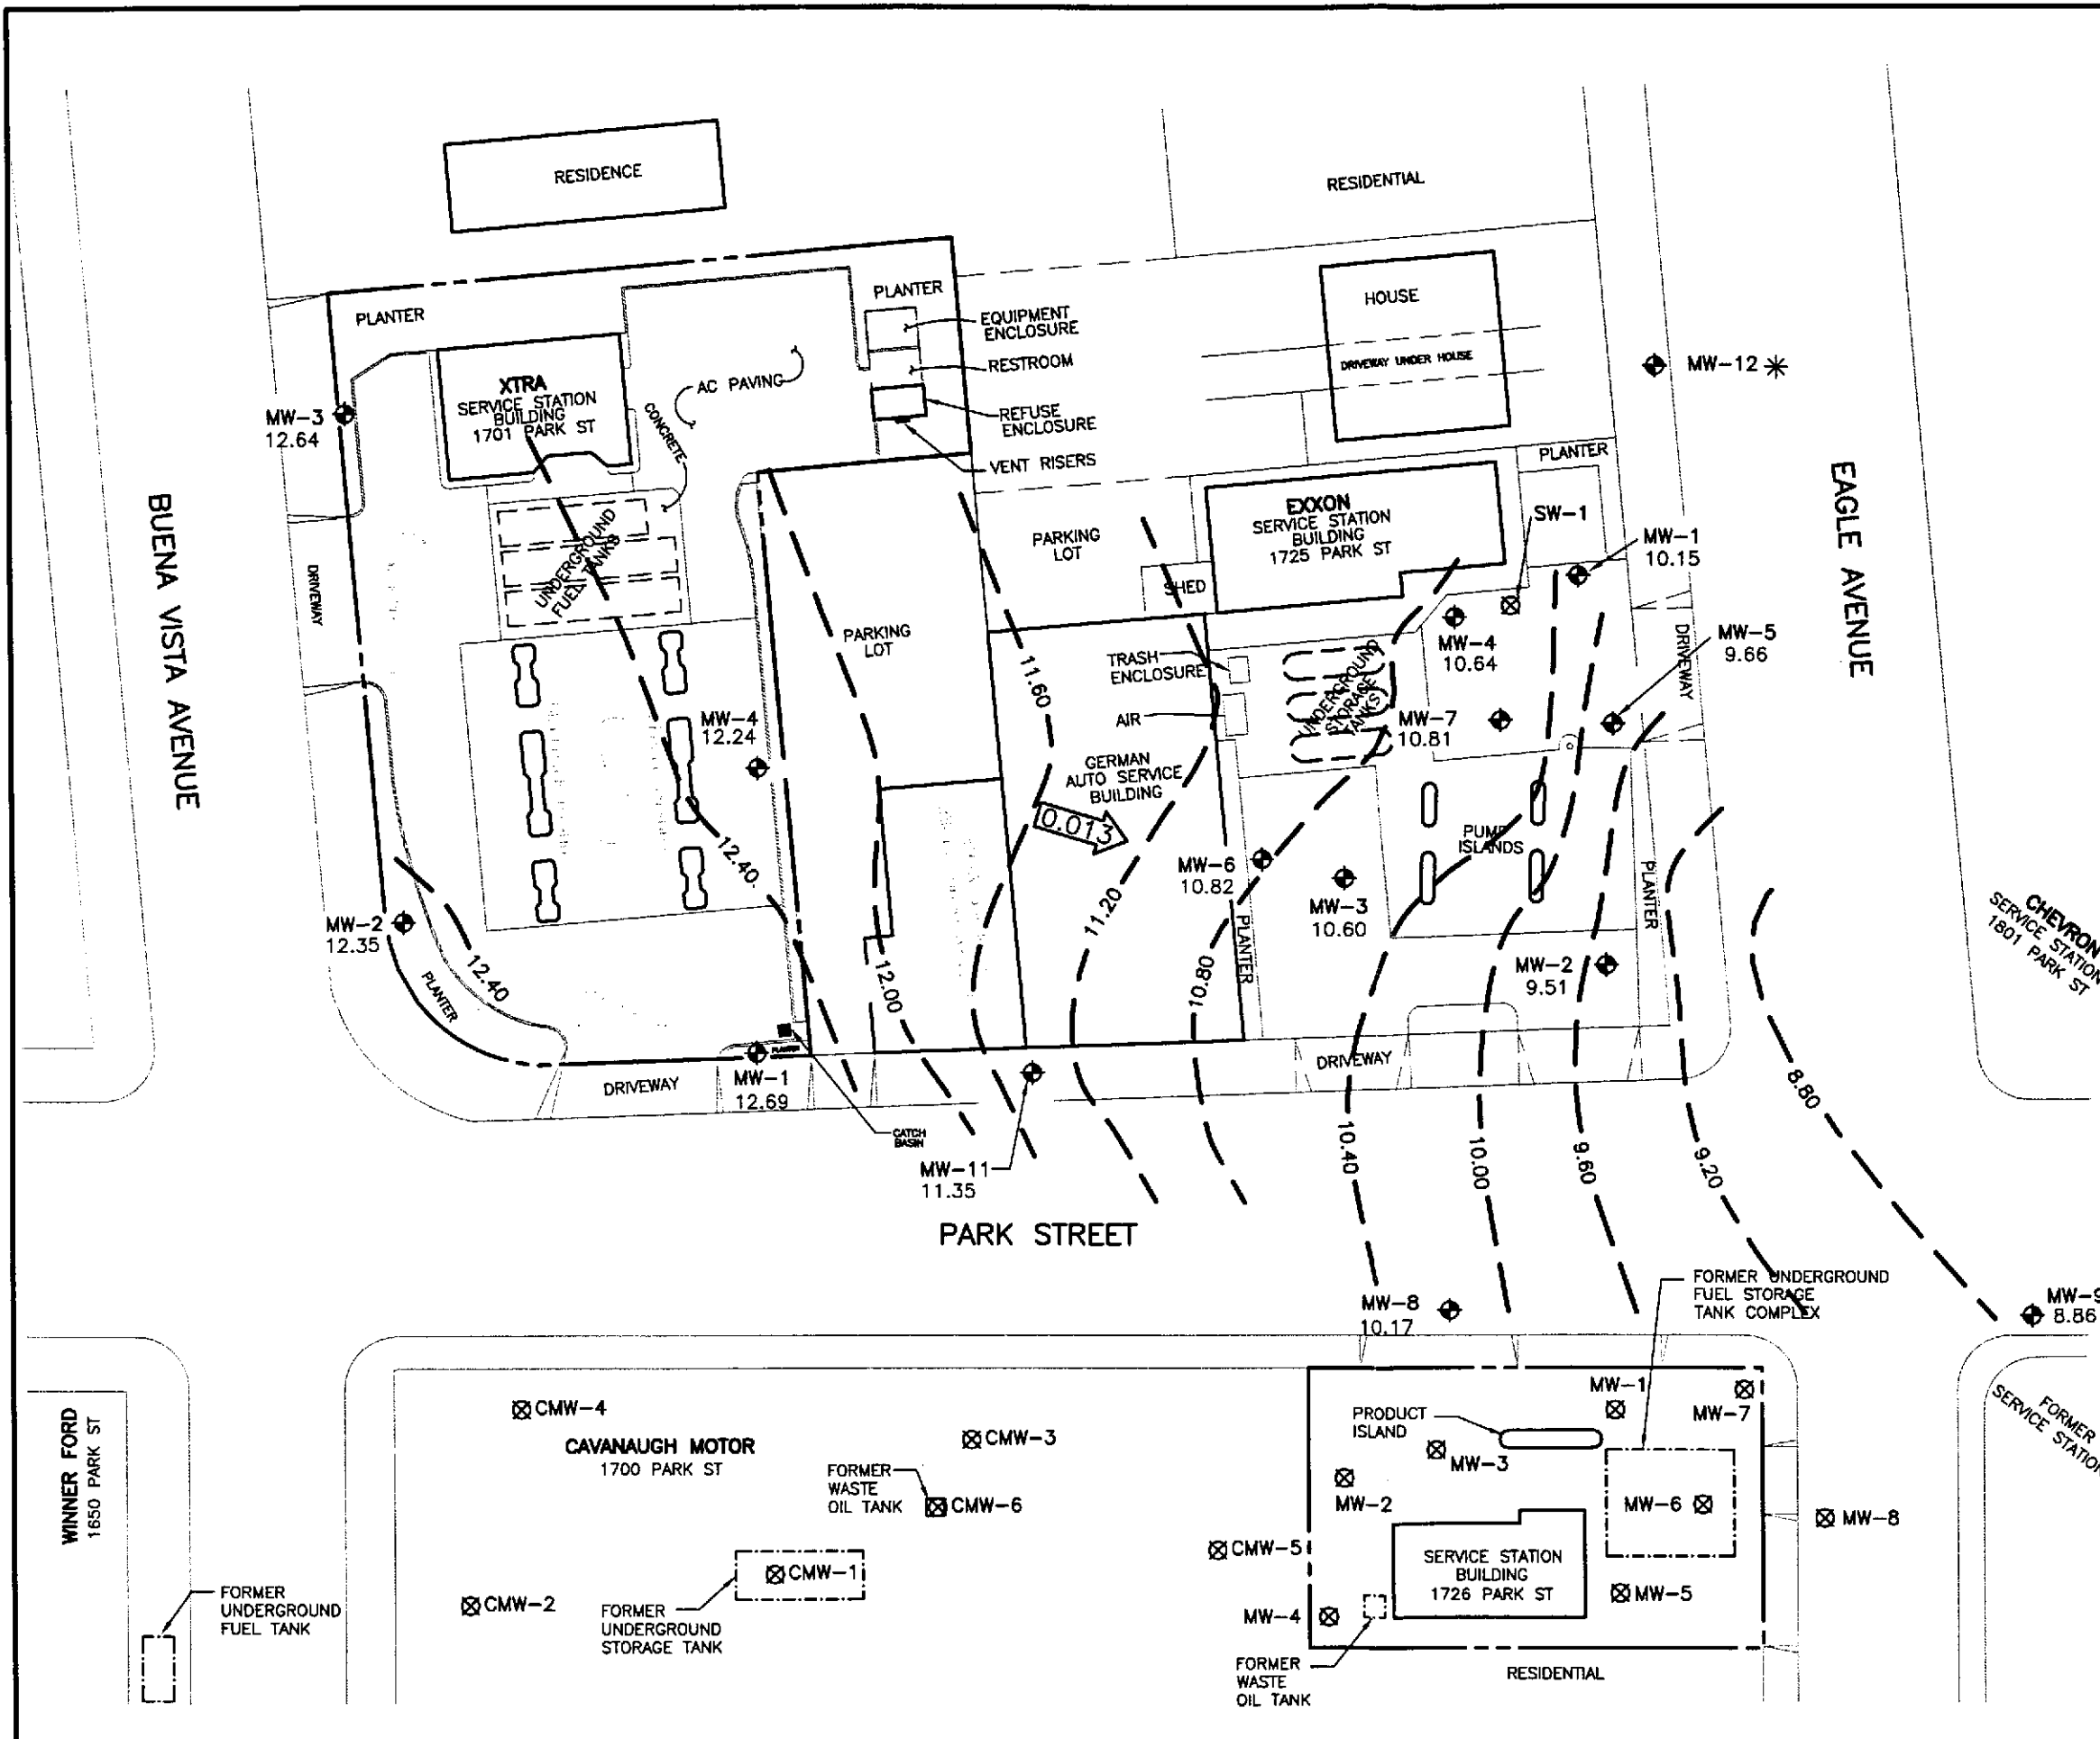 RESIDENCE
RESIDENTIAL
PLANTER
PLANTER
EQUIPMENT
ENCLOSURE
RESTROOM
REFUSE
ENCLOSURE
VENT RISERS
HOUSE
DRIVEWAY UNDER HOUSE
MW-12 *
XTRA
SERVICE STATION
BUILDING
1701 PARK ST
AC PAVING
CONCRETE
MW-3
12.64
BUENA VISTA AVENUE
DRIVEWAY
UNDERGROUND
FUEL TANKS
PARKING
LOT
PARKING
LOT
SHED
EXXON
SERVICE STATION
BUILDING
1725 PARK ST
PLANTER
SW-1
MW-1
10.15
EAGLE AVENUE
MW-4
10.64
MW-5
9.66
DRIVEWAY
TRASH
ENCLOSURE
AIR
UNDERGROUND
STORAGE
TANKS
MW-7
10.81
11.60
MW-4
12.24
GERMAN
AUTO SERVICE
BUILDING
0.013
PUMP
ISLANDS
12.40
MW-6
10.82
MW-3
10.60
11.20
PLANTER
PLANTER
MW-2
12.35
12.40
PLANTER
12.00
10.80
MW-2
9.51
CHEVRON
SERVICE STATION
1801 PARK ST
DRIVEWAY
MW-1
12.69
PLANTER
CATCH
BASIN
MW-11
11.35
DRIVEWAY
10.40
10.00
9.60
9.20
8.80
PARK STREET
MW-8
10.17
FORMER UNDERGROUND
FUEL STORAGE
TANK COMPLEX
MW-9
8.86
WINNER FORD
1650 PARK ST
CMW-4
CAVANAUGH MOTOR
1700 PARK ST
CMW-3
FORMER
WASTE
OIL TANK
CMW-6
PRODUCT
ISLAND
MW-1
MW-7
MW-3
MW-2
MW-6
MW-8
FORMER
SERVICE STATION
CMW-5
CMW-1
CMW-2
FORMER
UNDERGROUND
FUEL TANK
FORMER
UNDERGROUND
STORAGE TANK
SERVICE STATION
BUILDING
1726 PARK ST
MW-5
MW-4
FORMER
WASTE
OIL TANK
RESIDENTIAL